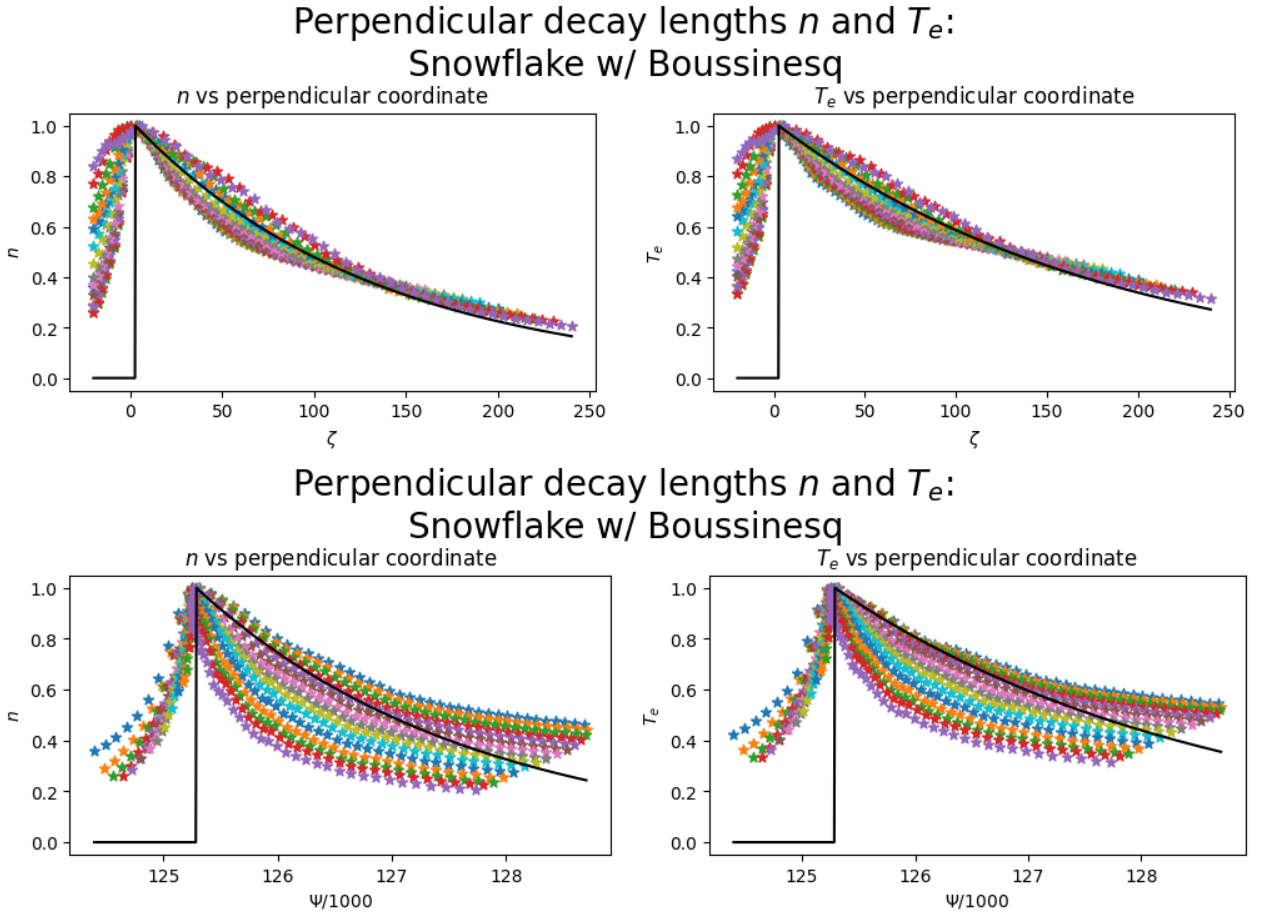 Perpendicular decay lengths n and Tₑ:
Snowflake w/ Boussinesq
n vs perpendicular coordinate
1.0
0.8
0.6
0.4
0.2
0.0
n
0 50 100 150 200 250
ζ
Tₑ vs perpendicular coordinate
1.0
0.8
0.6
0.4
0.2
0.0
Tₑ
0 50 100 150 200 250
ζ
Perpendicular decay lengths n and Tₑ:
Snowflake w/ Boussinesq
n vs perpendicular coordinate
1.0
0.8
0.6
0.4
0.2
0.0
n
125 126 127 128
Ψ/1000
Tₑ vs perpendicular coordinate
1.0
0.8
0.6
0.4
0.2
0.0
Tₑ
125 126 127 128
Ψ/1000